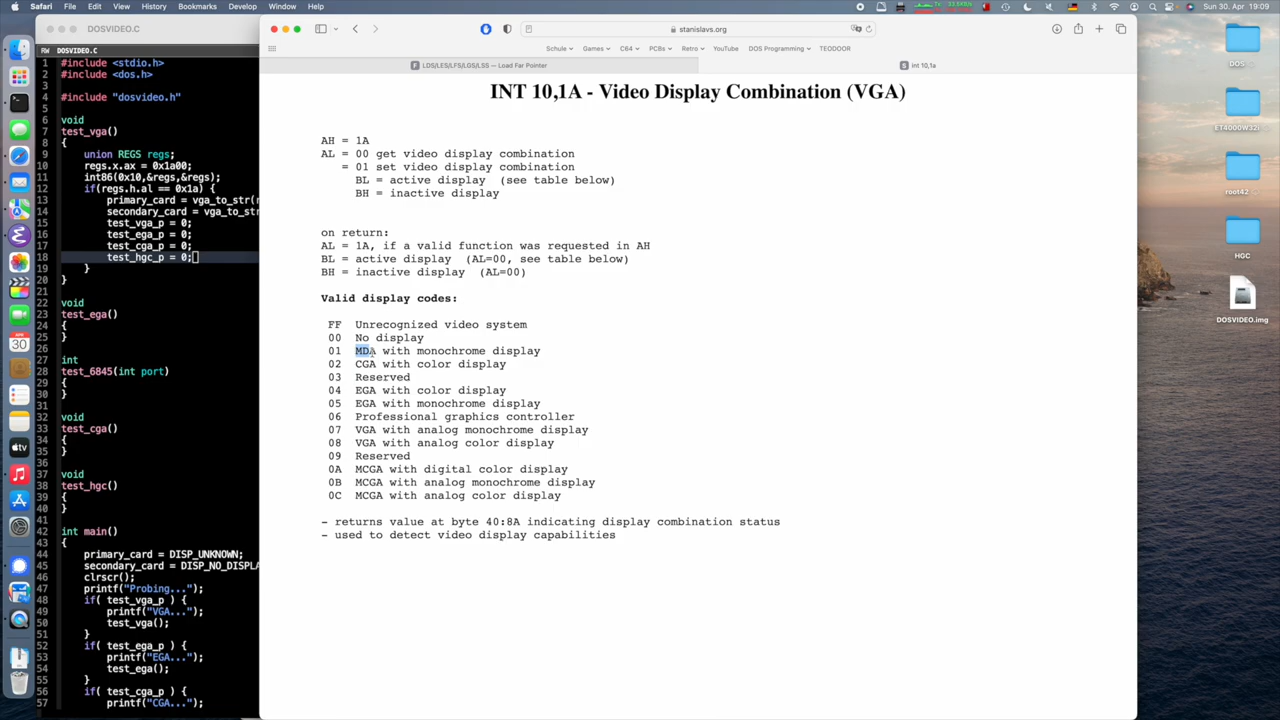 Safari File Edit View History Bookmarks Develop Window Help
93.6KB/s
Sun 30. Apr 19:09
DOSVIDEO.C
stanislavs.org
Schule Games C64 PCBs Retro YouTube DOS Programming TEODDOR
LDS/LES/LFS/LGS/LSS — Load Far Pointer
int 10,1a
RW DOSVIDEO.C
1 #include <stdio.h>
2 #include <dos.h>
3
4 #include "dosvideo.h"
5
6 void
7 test_vga()
8 {
9 union REGS regs;
10 regs.x.ax = 0x1a00;
11 int86(0x10,&regs,&regs);
12 if(regs.h.al == 0x1a) {
13 primary_card = vga_to_str(r
14 secondary_card = vga_to_str
15 test_vga_p = 0;
16 test_ega_p = 0;
17 test_cga_p = 0;
18 test_hgc_p = 0;
19 }
20 }
21
22 void
23 test_ega()
24 {
25 }
26
27 int
28 test_6845(int port)
29 {
30 }
31
32 void
33 test_cga()
34 {
35 }
36
37 void
38 test_hgc()
39 {
40 }
41
42 int main()
43 {
44 primary_card = DISP_UNKNOWN;
45 secondary_card = DISP_NO_DISPLA
46 clrscr();
47 printf("Probing...");
48 if( test_vga_p ) {
49 printf("VGA...");
50 test_vga();
51 }
52 if( test_ega_p ) {
53 printf("EGA...");
54 test_ega();
55 }
56 if( test_cga_p ) {
57 printf("CGA...");
INT 10,1A - Video Display Combination (VGA)
AH = 1A
AL = 00 get video display combination
= 01 set video display combination
BL = active display (see table below)
BH = inactive display
on return:
AL = 1A, if a valid function was requested in AH
BL = active display (AL=00, see table below)
BH = inactive display (AL=00)
Valid display codes:
FF Unrecognized video system
00 No display
01 MDA with monochrome display
02 CGA with color display
03 Reserved
04 EGA with color display
05 EGA with monochrome display
06 Professional graphics controller
07 VGA with analog monochrome display
08 VGA with analog color display
09 Reserved
0A MCGA with digital color display
0B MCGA with analog monochrome display
0C MCGA with analog color display
- returns value at byte 40:8A indicating display combination status
- used to detect video display capabilities
DOS
ET4000W32i
root42
HGC
DOSVIDEO.img
30
tv